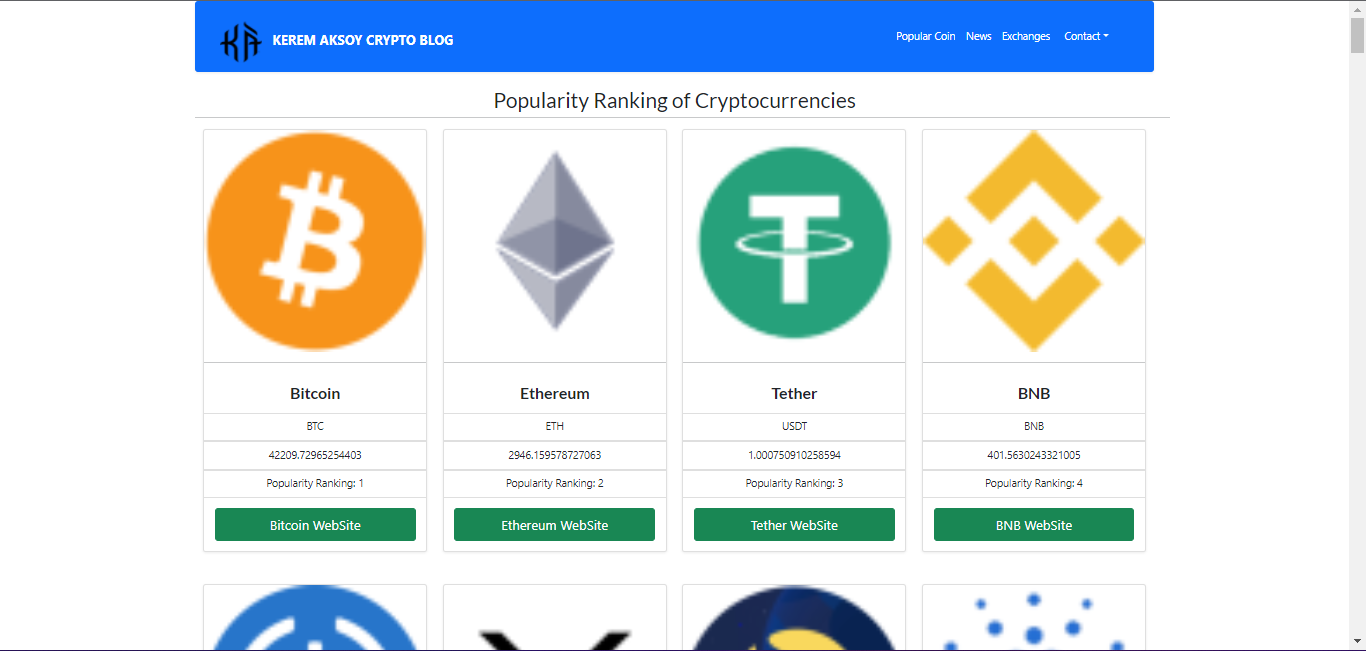 KEREM AKSOY CRYPTO BLOG
Popular Coin News Exchanges Contact
Popularity Ranking of Cryptocurrencies
Bitcoin
BTC
42209.72965254403
Popularity Ranking: 1
Bitcoin WebSite
Ethereum
ETH
2946.159578727063
Popularity Ranking: 2
Ethereum WebSite
Tether
USDT
1.000750910258594
Popularity Ranking: 3
Tether WebSite
BNB
BNB
401.5630243321005
Popularity Ranking: 4
BNB WebSite